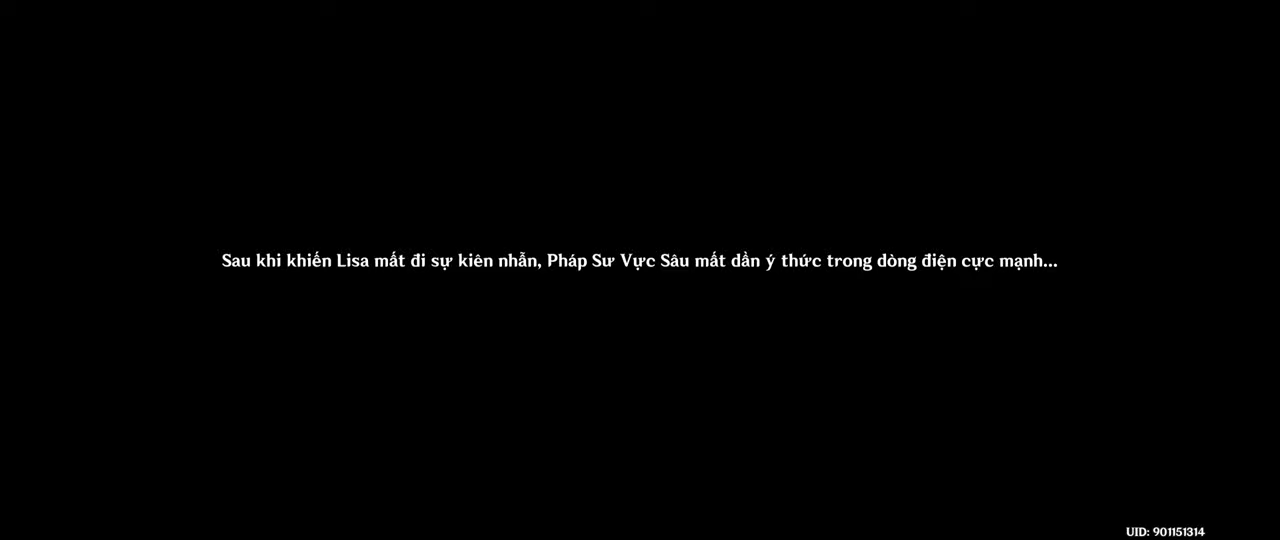 Sau khi khiến Lisa mất đi sự kiên nhẫn, Pháp Sư Vực Sâu mất dần ý thức trong dòng điện cực mạnh...
UID: 901151314